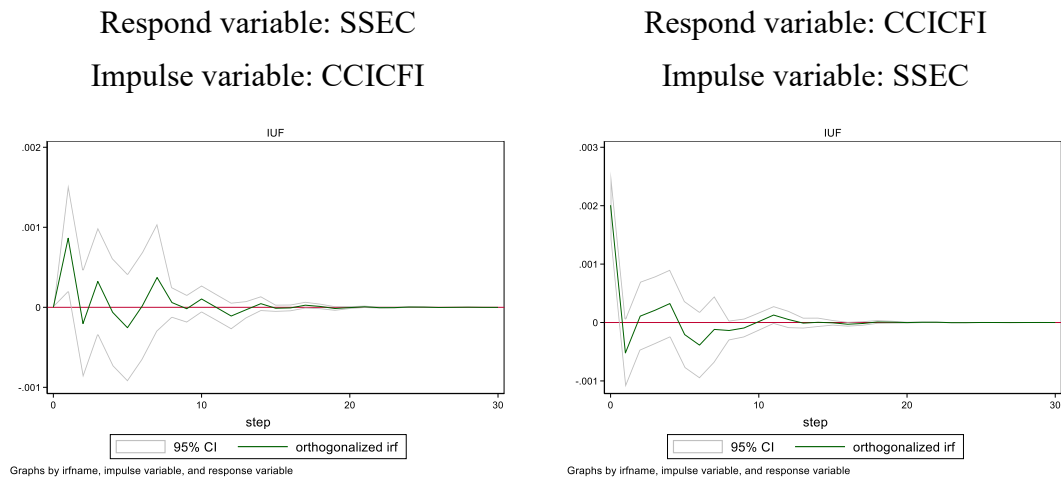 Respond variable: SSEC
Impulse variable: CCICFI
IUF
.002
.001
0
-.001
0
10
20
30
step
95% CI
orthogonalized irf
Graphs by irfname, impulse variable, and response variable
Respond variable: CCICFI
Impulse variable: SSEC
IUF
.003
.002
.001
0
-.001
0
10
20
30
step
95% CI
orthogonalized irf
Graphs by irfname, impulse variable, and response variable